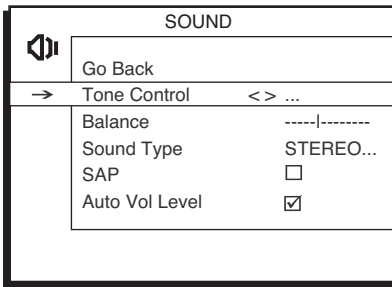 SOUND
Go Back
→ Tone Control < > ...
Balance -----|--------
Sound Type STEREO...
SAP ☐
Auto Vol Level ☑